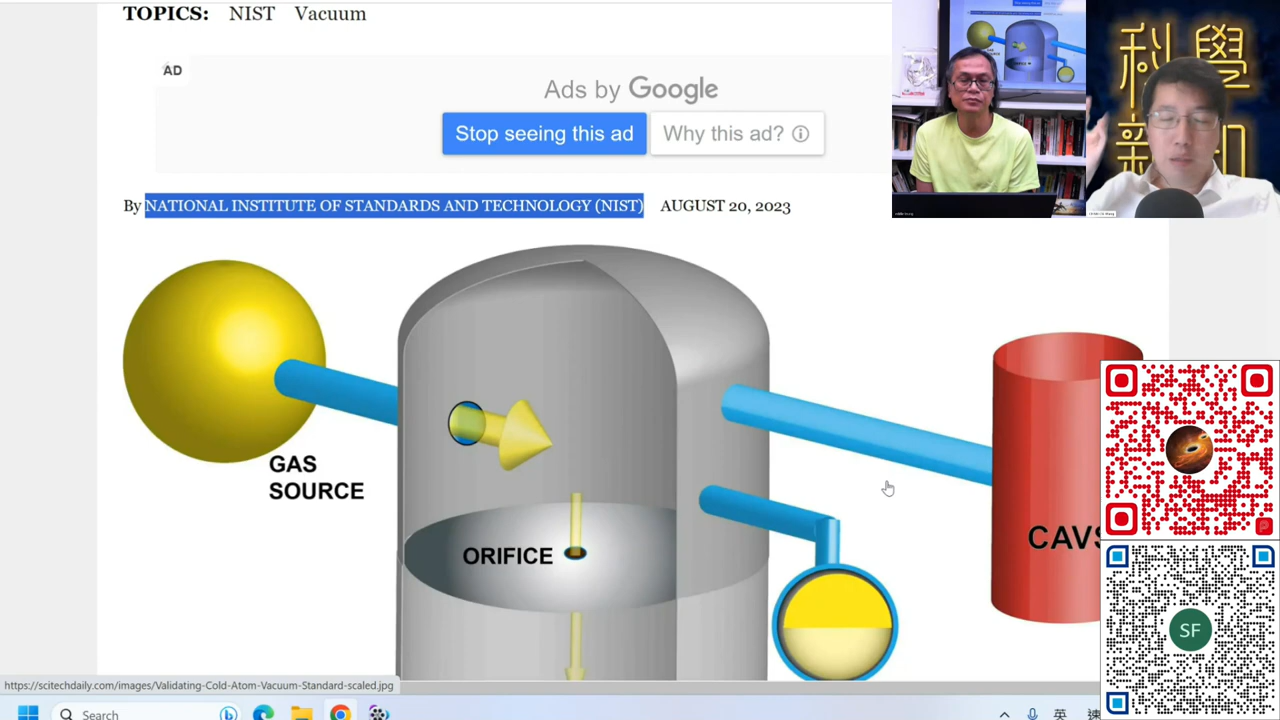 TOPICS: NIST Vacuum
AD
Ads by Google
Stop seeing this ad
Why this ad?
科學
新知
By NATIONAL INSTITUTE OF STANDARDS AND TECHNOLOGY (NIST) AUGUST 20, 2023
GAS
SOURCE
ORIFICE
CAVS
SF
https://scitechdaily.com/images/Validating-Cold-Atom-Vacuum-Standard-scaled.jpg
Search
英